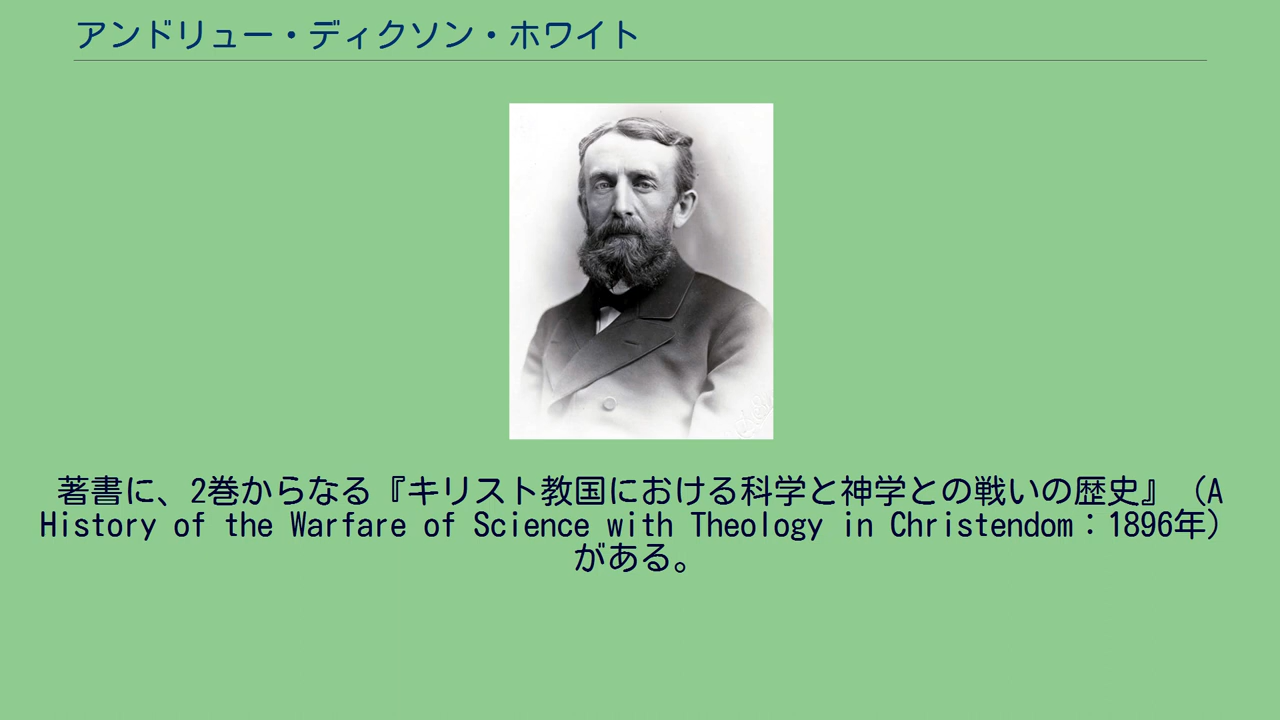 アンドリュー・ディクソン・ホワイト
著書に、2巻からなる『キリスト教国における科学と神学との戦いの歴史』（A
History of the Warfare of Science with Theology in Christendom：1896年）
がある。